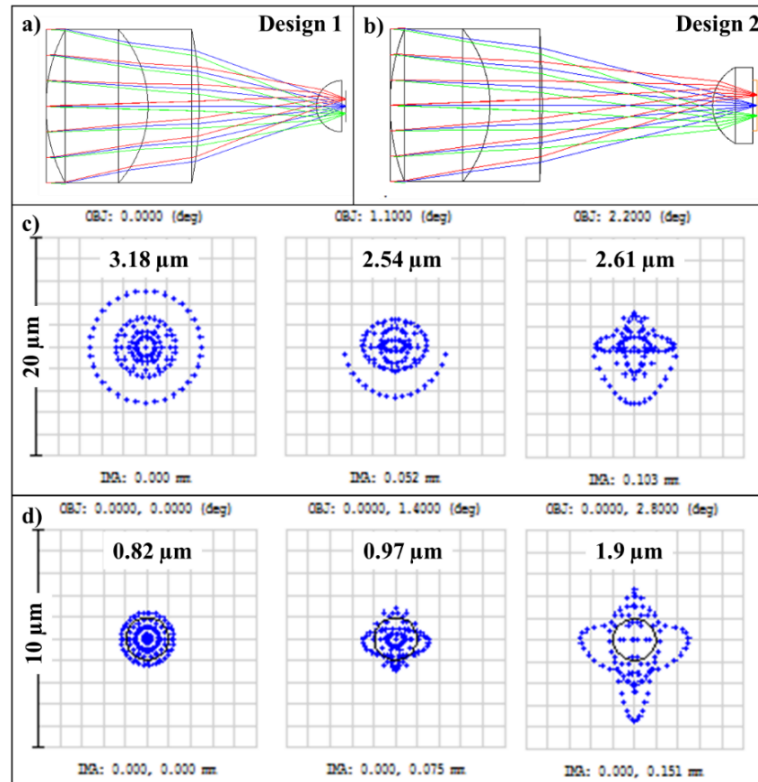 a) Design 1
b) Design 2
c) OBJ: 0.0000 (deg) OBJ: 1.1000 (deg) OBJ: 2.2000 (deg)
3.18 µm 2.54 µm 2.61 µm
20 µm
IMA: 0.000 mm IMA: 0.052 mm IMA: 0.103 mm
d) OBJ: 0.0000, 0.0000 (deg) OBJ: 0.0000, 1.4000 (deg) OBJ: 0.0000, 2.8000 (deg)
0.82 µm 0.97 µm 1.9 µm
10 µm
IMA: 0.000, 0.000 mm IMA: 0.000, 0.075 mm IMA: 0.000, 0.151 mm